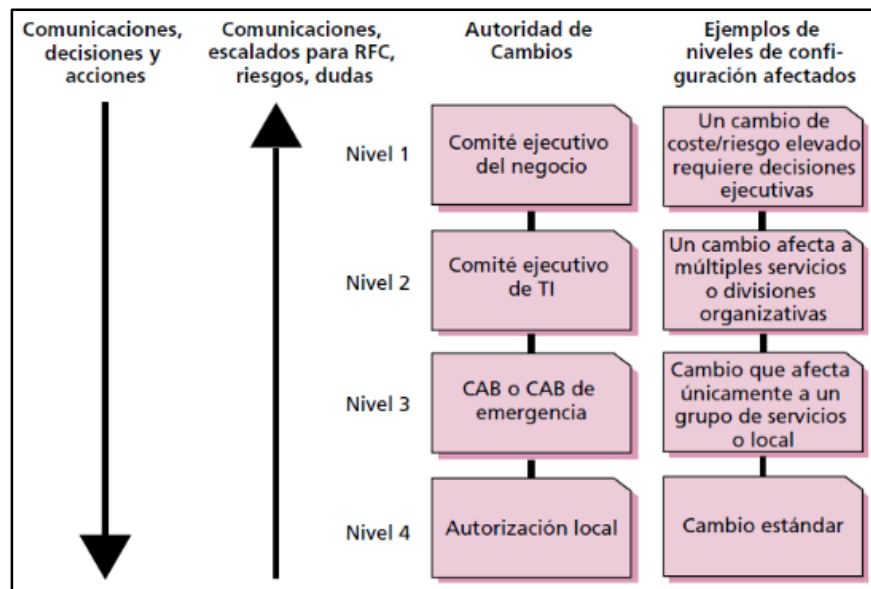 Comunicaciones,
decisiones y
acciones
Comunicaciones,
escalados para RFC,
riesgos, dudas
Autoridad de
Cambios
Ejemplos de
niveles de confi-
guración afectados
Nivel 1
Comité ejecutivo
del negocio
Un cambio de
coste/riesgo elevado
requiere decisiones
ejecutivas
Nivel 2
Comité ejecutivo
de TI
Un cambio afecta a
múltiples servicios
o divisiones
organizativas
Nivel 3
CAB o CAB de
emergencia
Cambio que afecta
únicamente a un
grupo de servicios
o local
Nivel 4
Autorización local
Cambio estándar